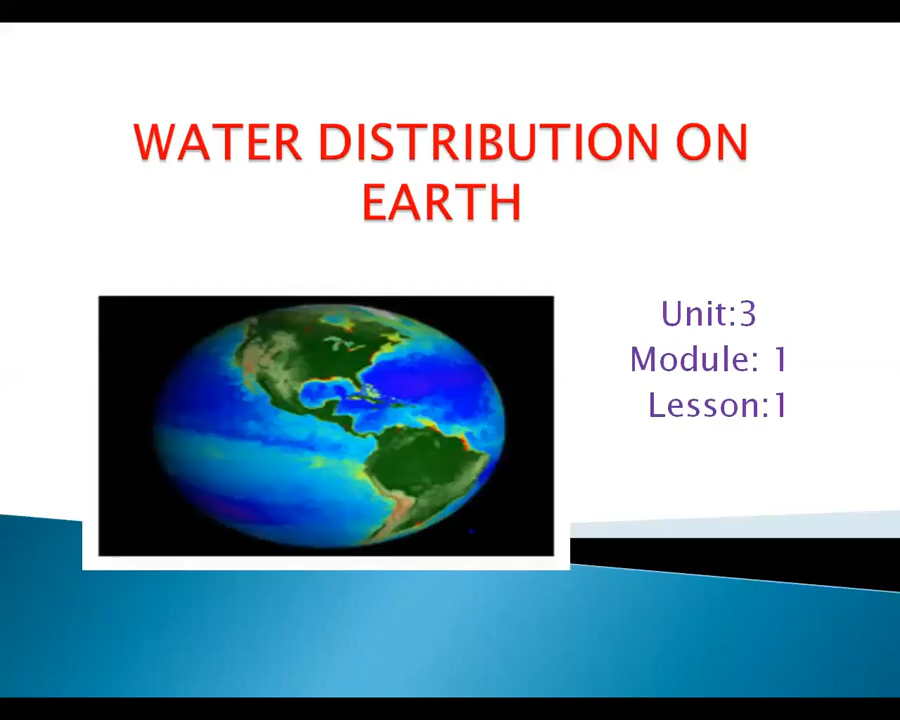 WATER DISTRIBUTION ON
EARTH
Unit:3
Module: 1
Lesson:1